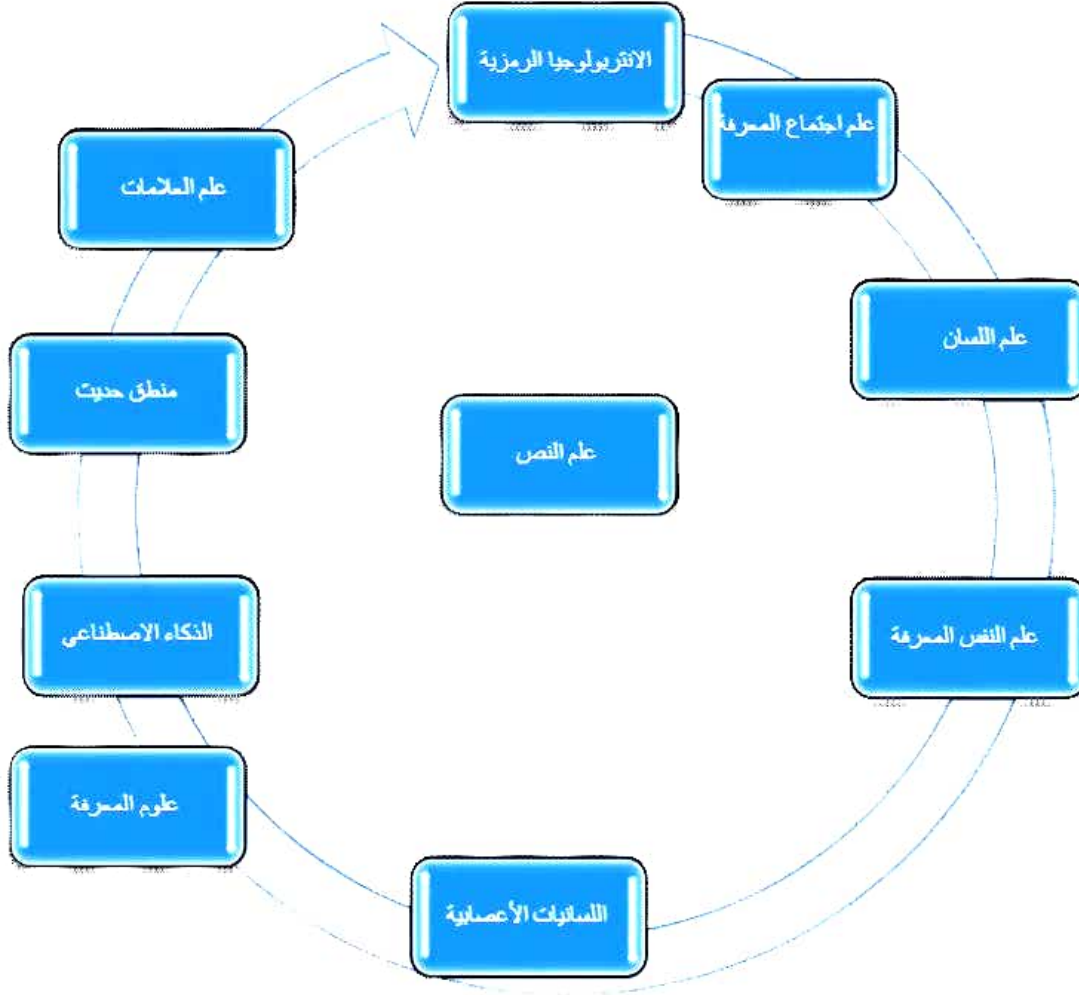 الانتربولوجيا الرمزية
علم اجتماع المعرفة
علم العلامات
علم اللسان
منطق حديث
علم النص
الذكاء الاصطناعي
علم النفس المعرفة
علوم المعرفة
اللسانيات الأعصابية